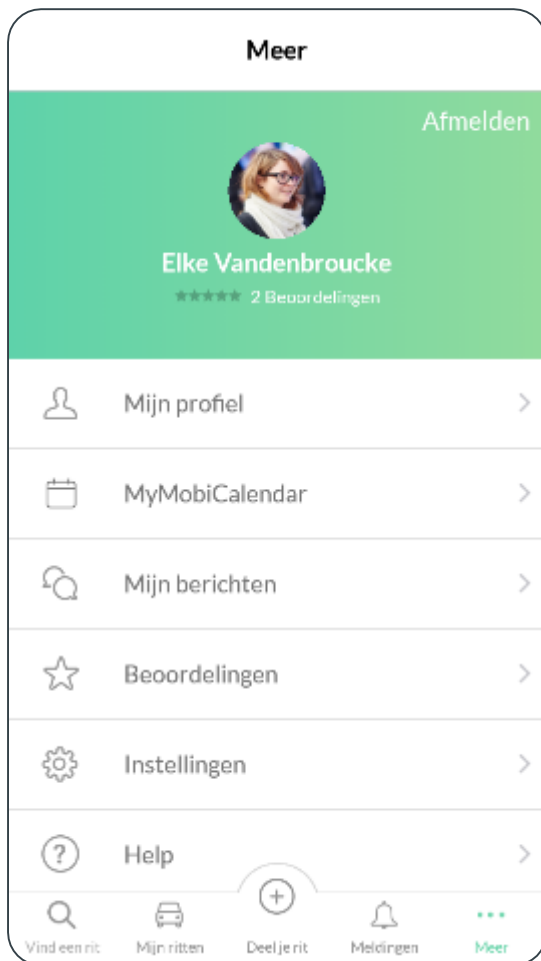 Meer
Afmelden
Elke Vandenbroucke
2 Beoordelingen
Mijn profiel
MyMobiCalendar
Mijn berichten
Beoordelingen
Instellingen
Help
Vind een rit
Mijn ritten
Deel je rit
Meldingen
Meer